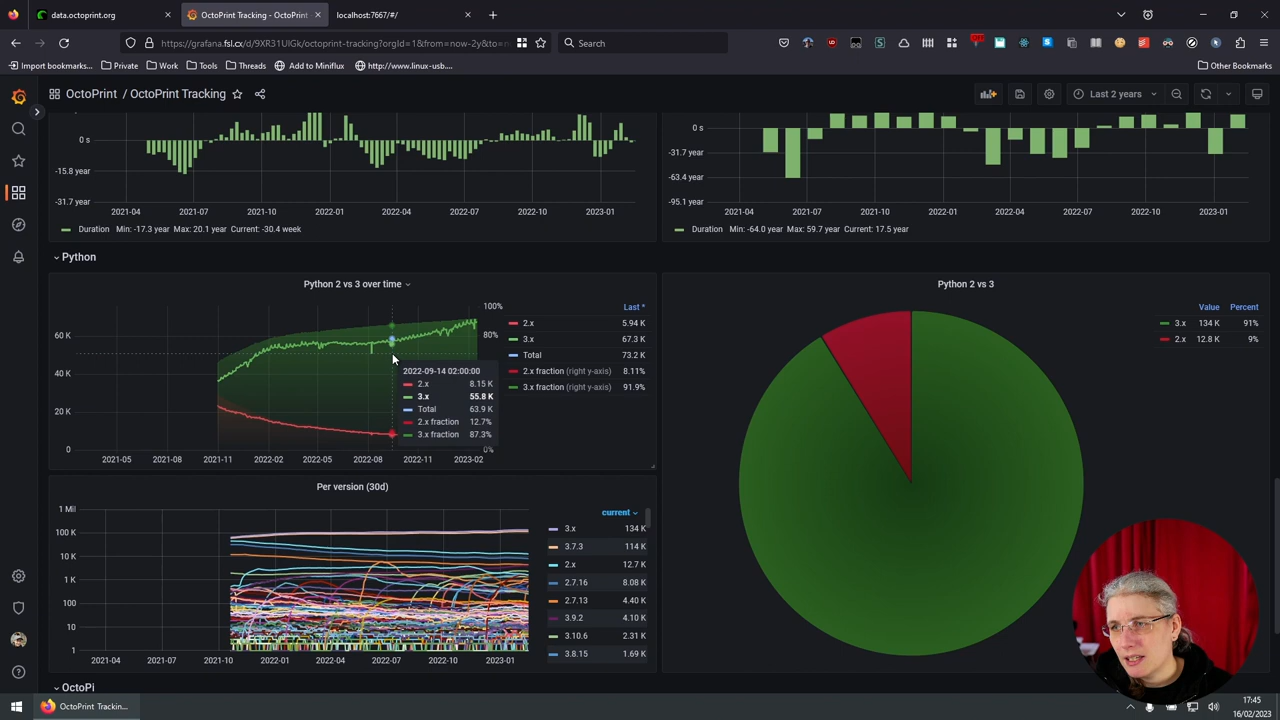 data.octoprint.org
OctoPrint Tracking - OctoPrint
localhost:7667/#/
https://grafana.fsl.cx/d/9XR31UIGk/octoprint-tracking?orgId=1&from=now-2y&to=n
Search
Import bookmarks...
Private
Work
Tools
Threads
Add to Miniflux
http://www.linux-usb....
Other Bookmarks
OctoPrint / OctoPrint Tracking
Last 2 years
0 s
-15.8 year
-31.7 year
2021-04 2021-07 2021-10 2022-01 2022-04 2022-07 2022-10 2023-01
Duration Min: -17.3 year Max: 20.1 year Current: -30.4 week
0 s
-31.7 year
-63.4 year
-95.1 year
2021-04 2021-07 2021-10 2022-01 2022-04 2022-07 2022-10 2023-01
Duration Min: -64.0 year Max: 59.7 year Current: 17.5 year
Python
Python 2 vs 3 over time
60 K
40 K
20 K
0
100%
80%
0%
2021-05 2021-08 2021-11 2022-02 2022-05 2022-08 2022-11 2023-02
Last *
2.x 5.94 K
3.x 67.3 K
Total 73.2 K
2.x fraction (right y-axis) 8.11%
3.x fraction (right y-axis) 91.9%
2022-09-14 02:00:00
2.x 8.15 K
3.x 55.8 K
Total 63.9 K
2.x fraction 12.7%
3.x fraction 87.3%
Python 2 vs 3
Value Percent
3.x 134 K 91%
2.x 12.8 K 9%
Per version (30d)
1 Mil
100 K
10 K
1 K
100
10
1
2021-04 2021-07 2021-10 2022-01 2022-04 2022-07 2022-10 2023-01
current
3.x 134 K
3.7.3 114 K
2.x 12.7 K
2.7.16 8.08 K
2.7.13 4.40 K
3.9.2 4.10 K
3.10.6 2.31 K
3.8.15 1.69 K
OctoPi
OctoPrint Trackin...
17:45
16/02/2023